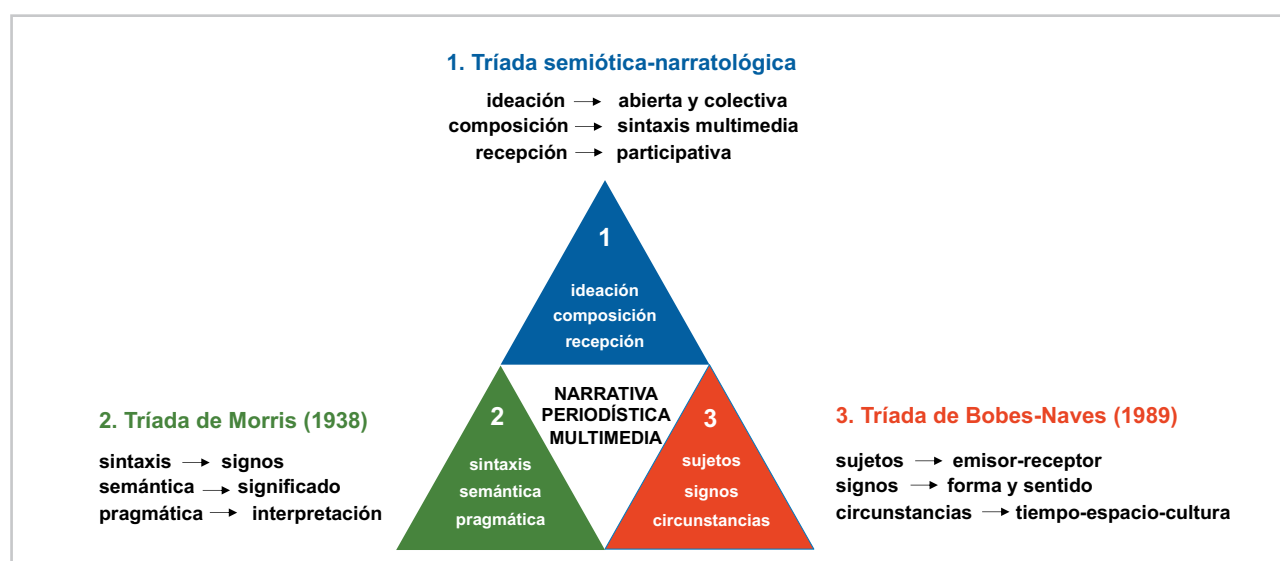 1. Tríada semiótica-narratológica
ideación → abierta y colectiva
composición → sintaxis multimedia
recepción → participativa
1
ideación
composición
recepción
NARRATIVA
PERIODÍSTICA
MULTIMEDIA
2. Tríada de Morris (1938)
sintaxis → signos
semántica → significado
pragmática → interpretación
2
sintaxis
semántica
pragmática
3
sujetos
signos
circunstancias
3. Tríada de Bobes-Naves (1989)
sujetos → emisor-receptor
signos → forma y sentido
circunstancias → tiempo-espacio-cultura